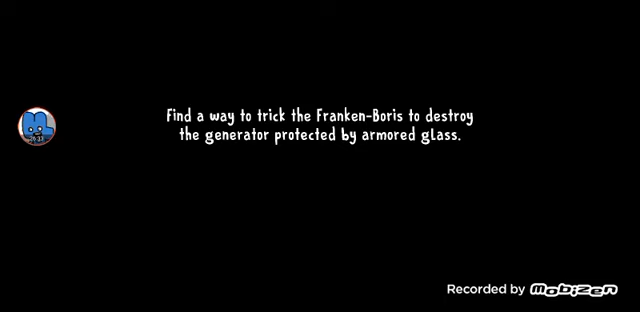 Find a way to trick the Franken-Boris to destroy
the generator protected by armored glass.
Recorded by Mobizen